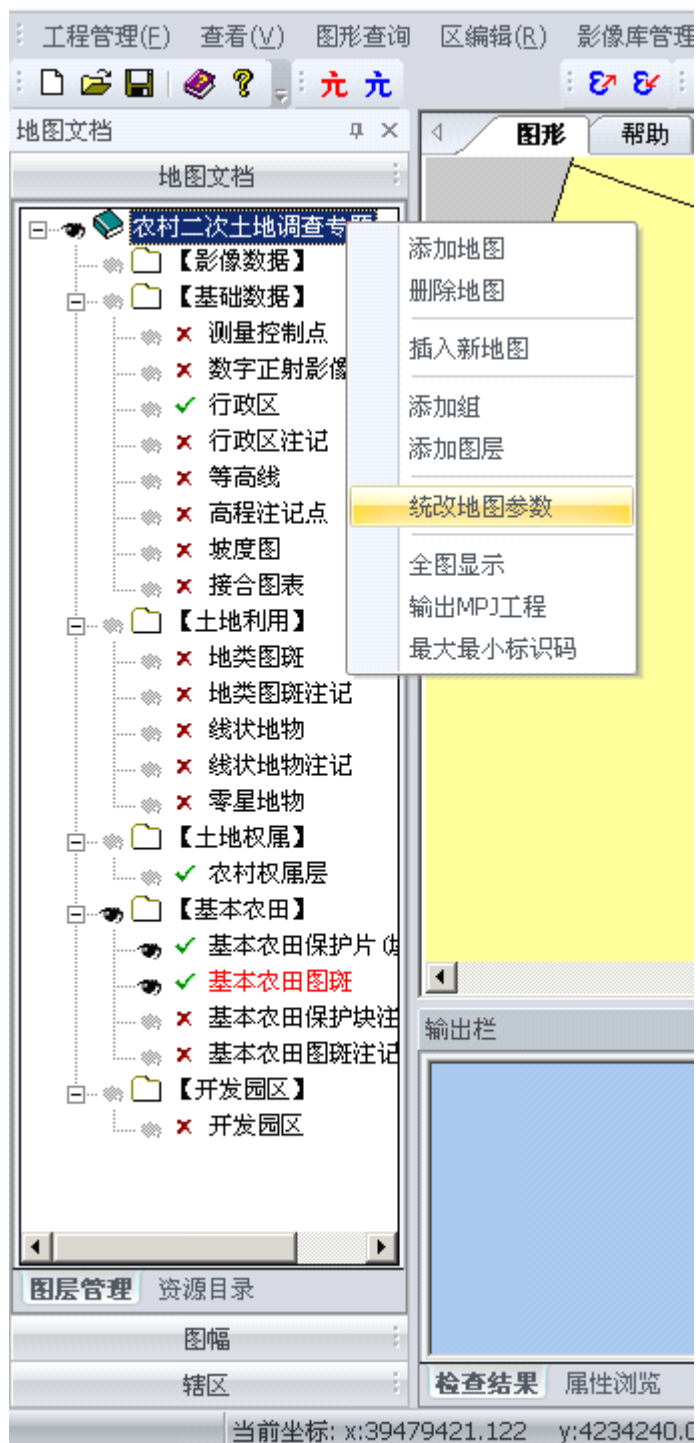 工程管理(F) 查看(V) 图形查询 区编辑(R) 影像库管理
亢 亢
地图文档
图形 帮助
地图文档
农村二次土地调查专题
【影像数据】
【基础数据】
测量控制点
数字正射影像
行政区
行政区注记
等高线
高程注记点
坡度图
接合图表
【土地利用】
地类图斑
地类图斑注记
线状地物
线状地物注记
零星地物
【土地权属】
农村权属层
【基本农田】
基本农田保护片(块
基本农田图斑
基本农田保护块注
基本农田图斑注记
【开发园区】
开发园区
添加地图
删除地图
插入新地图
添加组
添加图层
统改地图参数
全图显示
输出MPJ工程
最大最小标识码
图层管理 资源目录
图幅
辖区
输出栏
检查结果 属性浏览
当前坐标: x:39479421.122 y:4234240.0